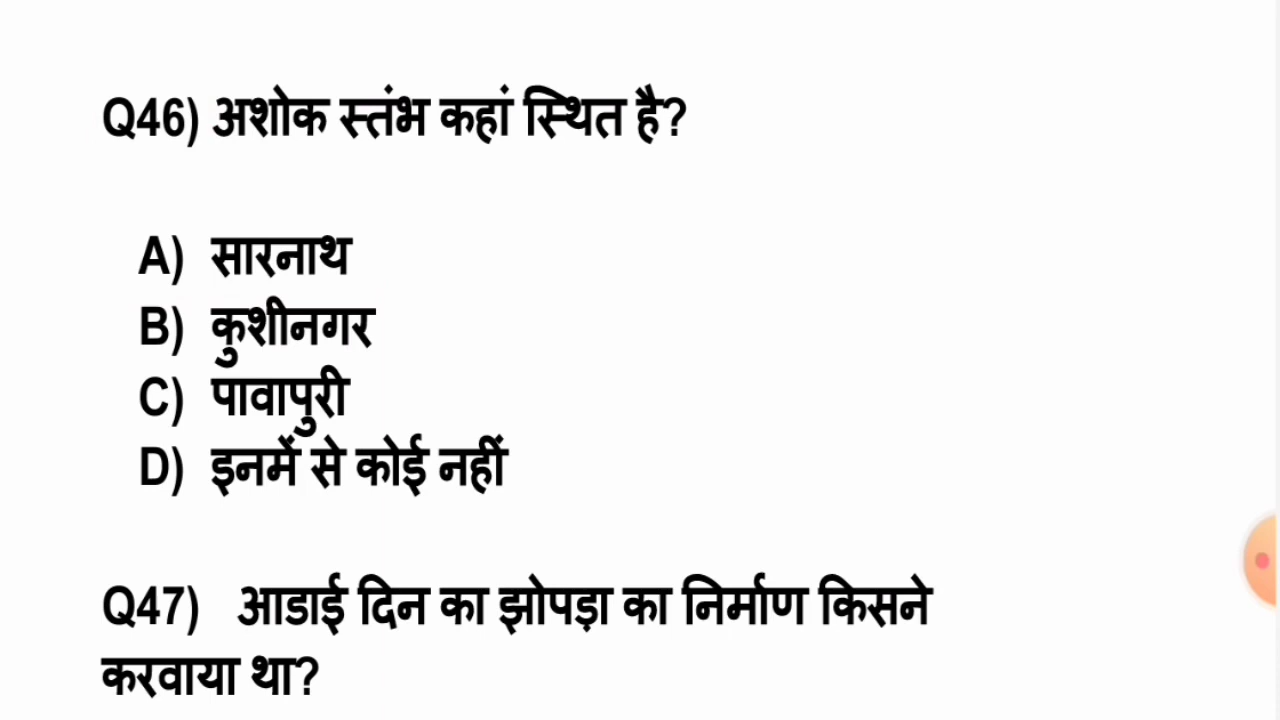 Q46) अशोक स्तंभ कहां स्थित है?
A) सारनाथ
B) कुशीनगर
C) पावापुरी
D) इनमें से कोई नहीं
Q47) आडाई दिन का झोपड़ा का निर्माण किसने
करवाया था?